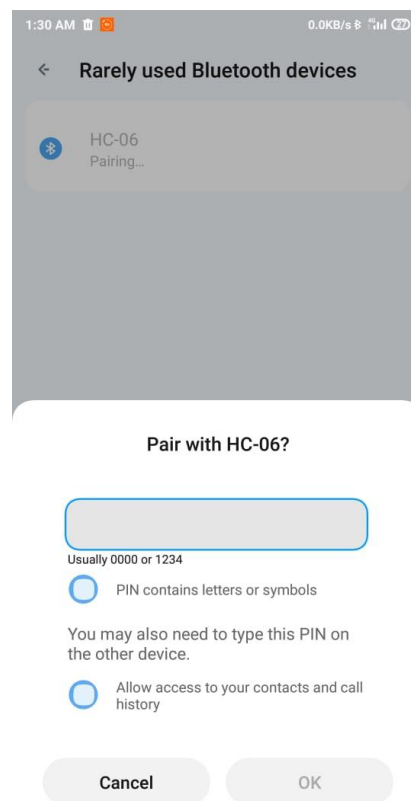 1:30 AM 0.0KB/s 4G 27
Rarely used Bluetooth devices
HC-06
Pairing...
Pair with HC-06?
Usually 0000 or 1234
PIN contains letters or symbols
You may also need to type this PIN on
the other device.
Allow access to your contacts and call
history
Cancel OK